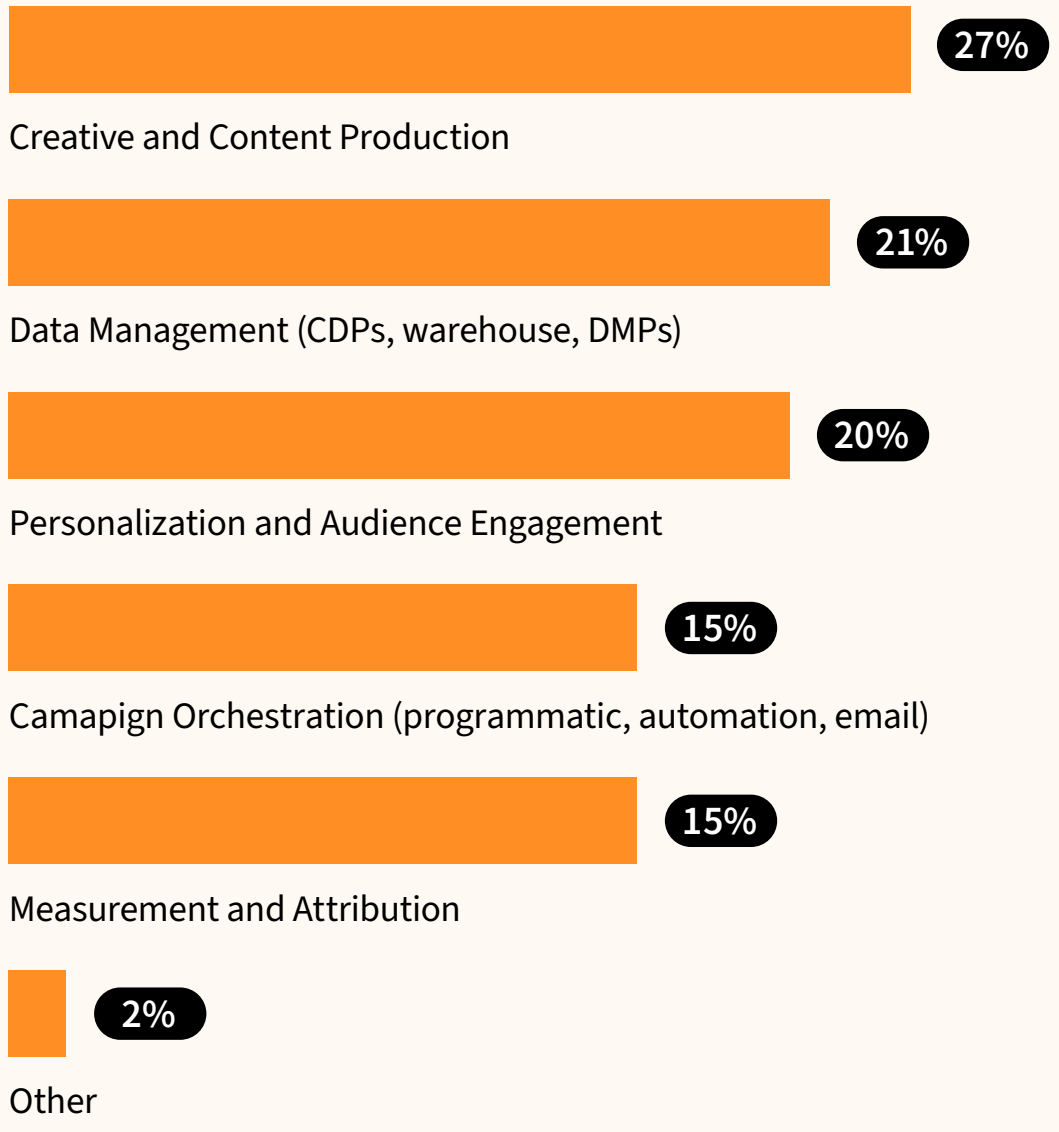 27%
Creative and Content Production
21%
Data Management (CDPs, warehouse, DMPs)
20%
Personalization and Audience Engagement
15%
Camapign Orchestration (programmatic, automation, email)
15%
Measurement and Attribution
2%
Other